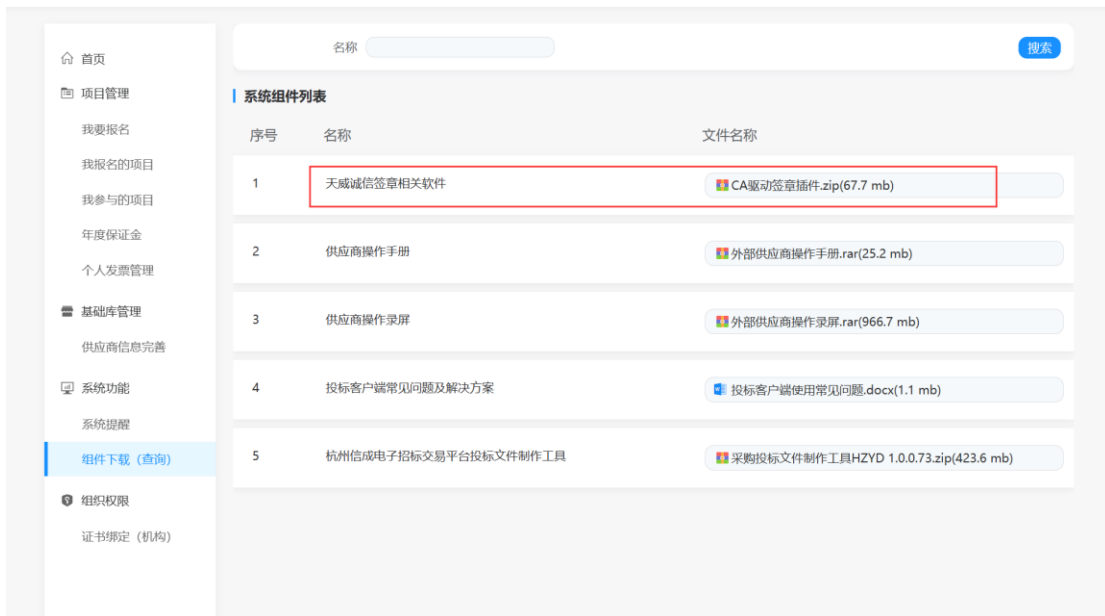 首页
项目管理
我要报名
我报名的项目
我参与的项目
年度保证金
个人发票管理
基础库管理
供应商信息完善
系统功能
系统提醒
组件下载（查询）
组织权限
证书绑定（机构）
名称 搜索
系统组件列表
序号 名称 文件名称
1 天威诚信签章相关软件 CA驱动签章插件.zip(67.7 mb)
2 供应商操作手册 外部供应商操作手册.rar(25.2 mb)
3 供应商操作录屏 外部供应商操作录屏.rar(966.7 mb)
4 投标客户端常见问题及解决方案 投标客户端使用常见问题.docx(1.1 mb)
5 杭州信成电子招标交易平台投标文件制作工具 采购投标文件制作工具HZYD 1.0.0.73.zip(423.6 mb)